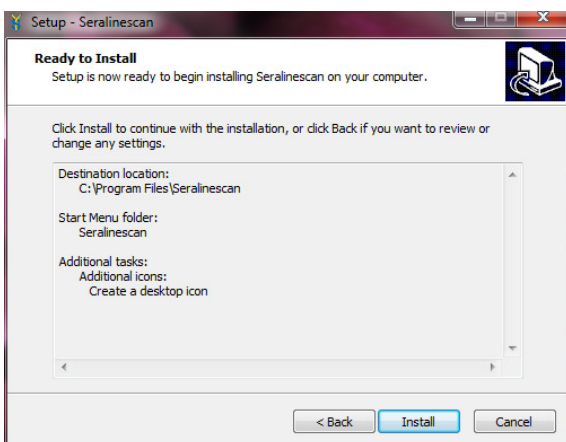 Setup - Seralinescan
Ready to Install
Setup is now ready to begin installing Seralinescan on your computer.
Click Install to continue with the installation, or click Back if you want to review or
change any settings.
Destination location:
C:\Program Files\Seralinescan
Start Menu folder:
Seralinescan
Additional tasks:
Additional icons:
Create a desktop icon
< Back
Install
Cancel